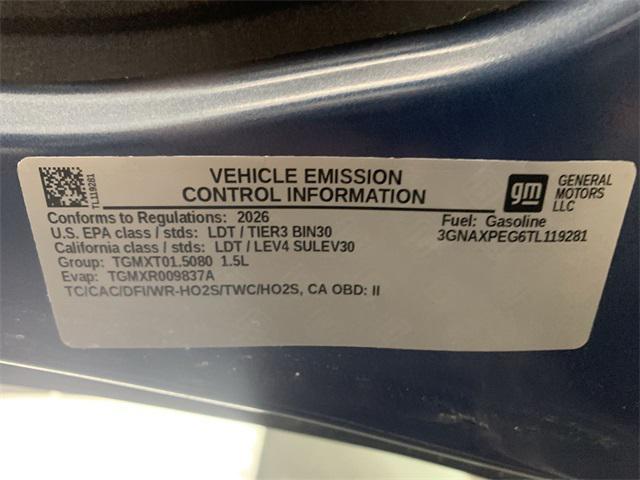 TL119281
VEHICLE EMISSION
CONTROL INFORMATION
gm
GENERAL
MOTORS
LLC
Conforms to Regulations: 2026
Fuel: Gasoline
U.S. EPA class / stds: LDT / TIER3 BIN30
3GNAXPEG6TL119281
California class / stds: LDT / LEV4 SULEV30
Group: TGMXT01.5080 1.5L
Evap: TGMXR009837A
TC/CAC/DFI/WR-HO2S/TWC/HO2S, CA OBD: II